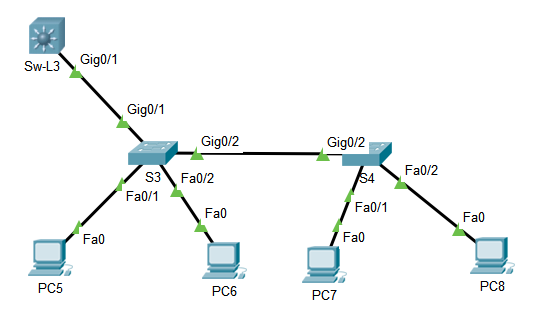 Gig0/1
Sw-L3
Gig0/1
Gig0/2
Gig0/2
S3
Fa0/2
S4
Fa0/2
Fa0/1
Fa0/1
Fa0
Fa0
Fa0
Fa0
PC5
PC6
PC7
PC8